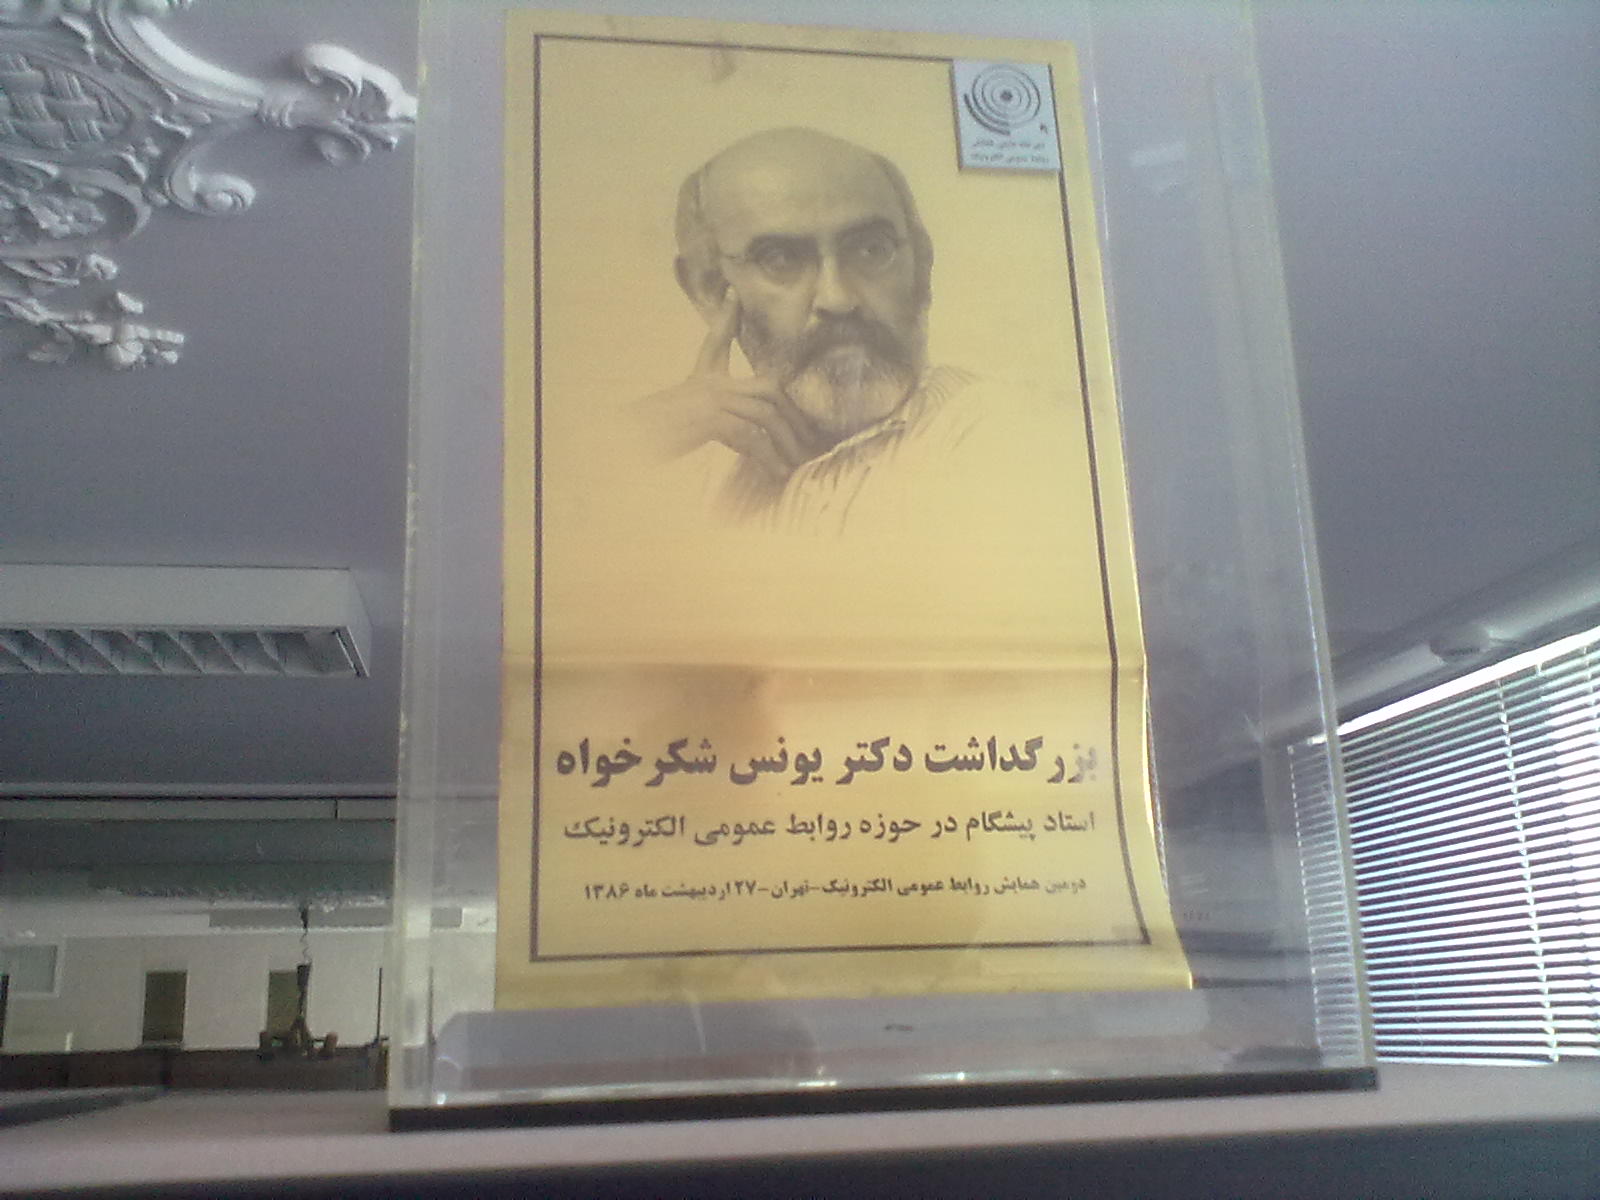 بزرگداشت دکتر یونس شکرخواه
استاد پیشگام در حوزه روابط عمومی الکترونیک
دومین همایش روابط عمومی الکترونیک-تهران-۲۷ اردیبهشت ماه ۱۳۸۶